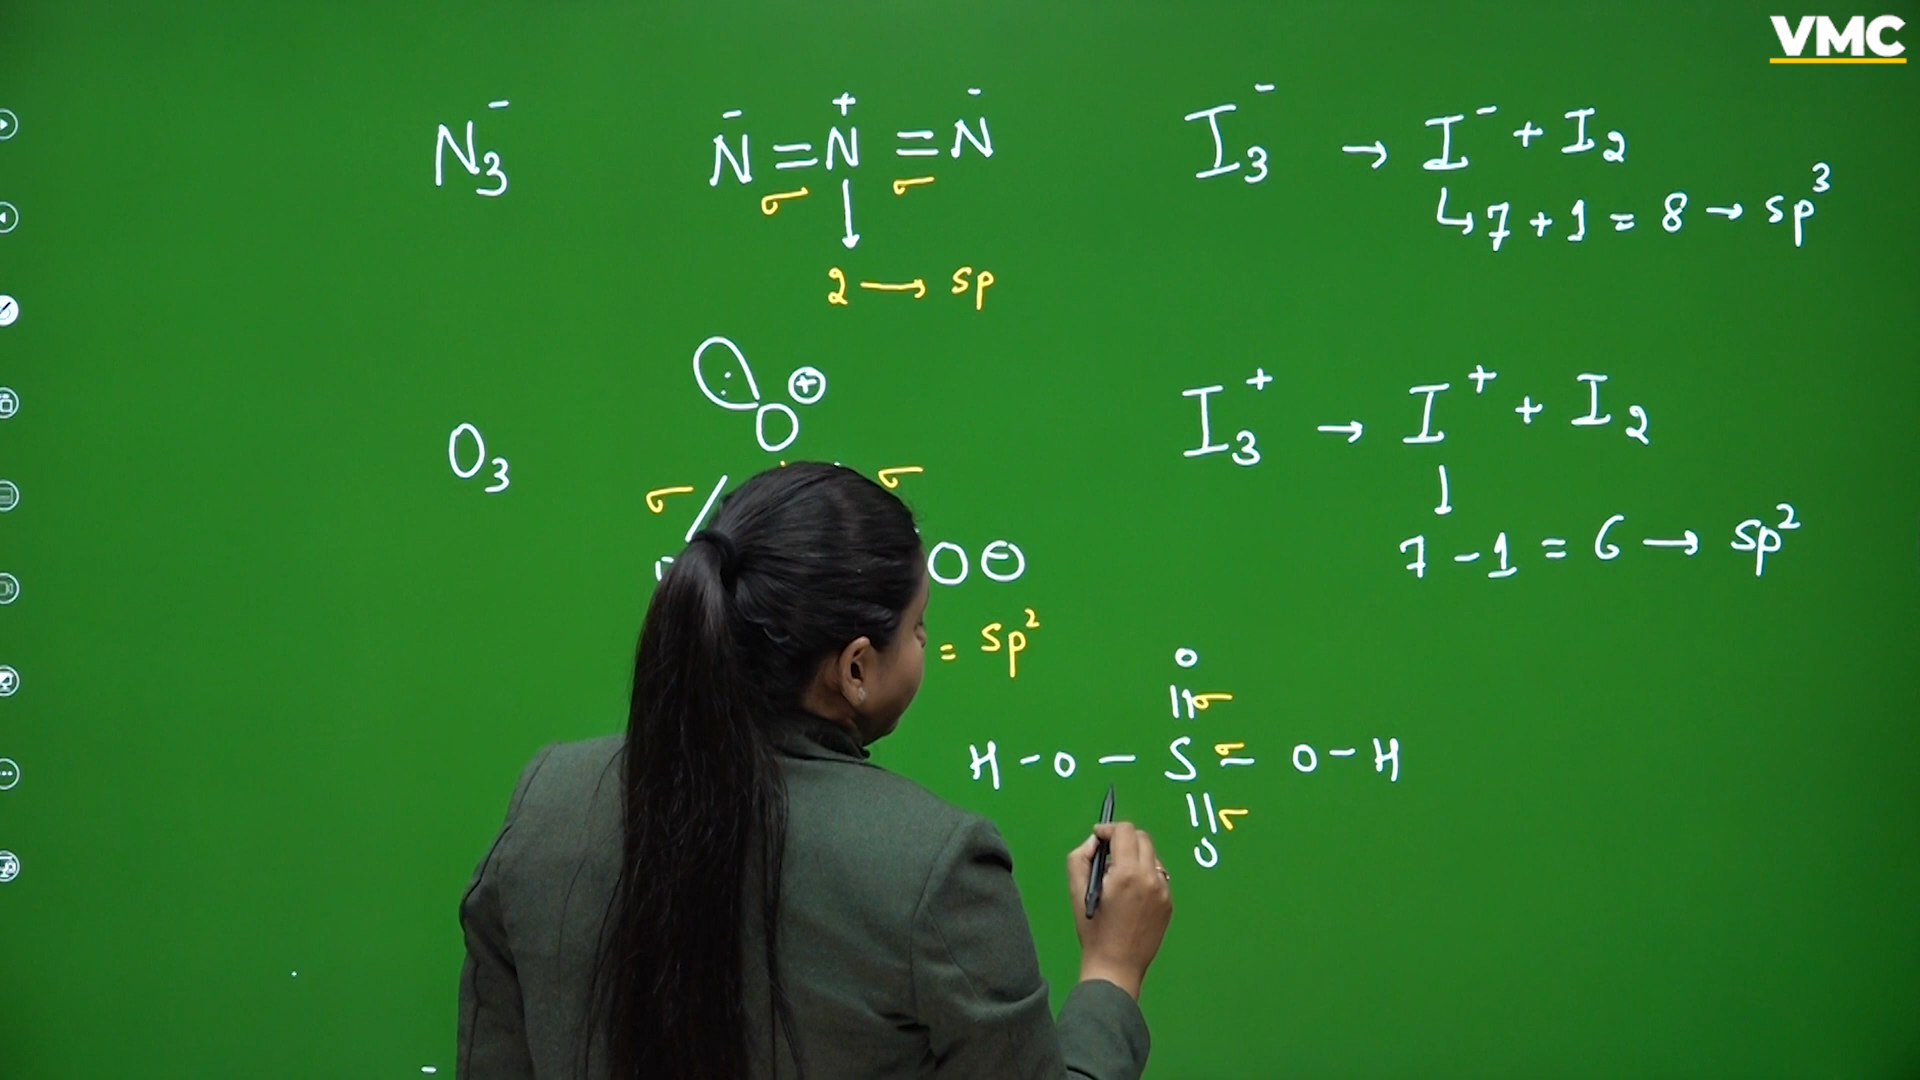 VMC
N₃⁻
N⁻=N⁺=N⁻
σ σ
2 → sp
I₃⁻ → I⁻ + I₂
↳ 7 + 1 = 8 → sp³
O₃
O ⊕
σ σ
O ⊖
= sp²
I₃⁺ → I⁺ + I₂
7 - 1 = 6 → sp²
O
|| σ
H - O - S = O - H
σ
|| σ
O